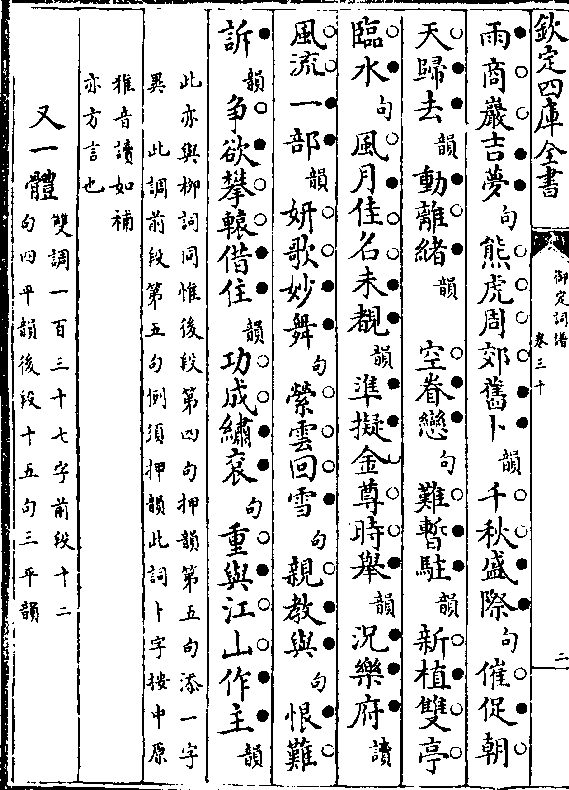 欽定四庫全書
御定詞譜
卷三十
二
雨商巖吉夢句熊虎周郊舊卜韻千秋盛際句催促朝
天歸去韻動離緒韻 空眷戀句難暫駐韻新植雙亭
臨水句風月佳名未覩韻準擬金尊時舉韻況樂府讀
風流一部韻妍歌妙舞句縈雲回雪句親教與句恨難
訴韻爭欲攀轅借住韻功成繡衮句重與江山作主韻
此亦與柳詞同惟後段第四句押韻第五句添一字
異 此調前段第五句例須押韻此詞卜字按中原
雅音讀如補
亦方言也
又一體雙調一百三十七字前段十二
句四平韻後段十五句三平韻